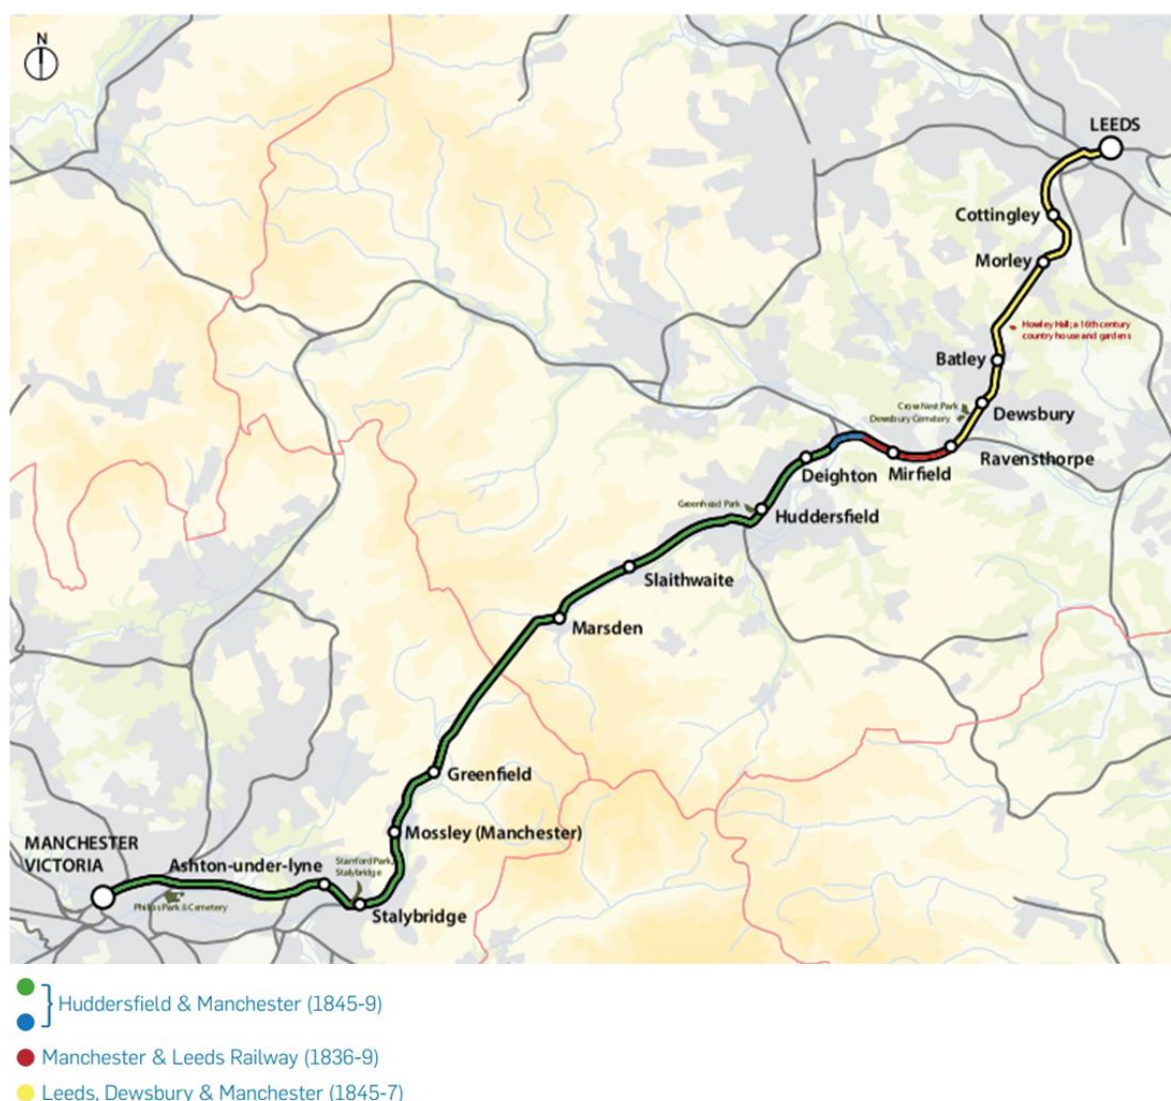 N
LEEDS
Cottingley
Morley
Howley Hall; a 16th century
country house and gardens
Batley
Crow Nest Park
Dewsbury Cemetery
Dewsbury
Ravensthorpe
Deighton
Mirfield
Greenhead Park
Huddersfield
Slaithwaite
Marsden
Greenfield
Mossley (Manchester)
MANCHESTER
VICTORIA
Ashton-under-lyne
Stamford Park,
Stalybridge
Philips Park & Cemetery
Stalybridge
Huddersfield & Manchester (1845-9)
Manchester & Leeds Railway (1836-9)
Leeds, Dewsbury & Manchester (1845-7)